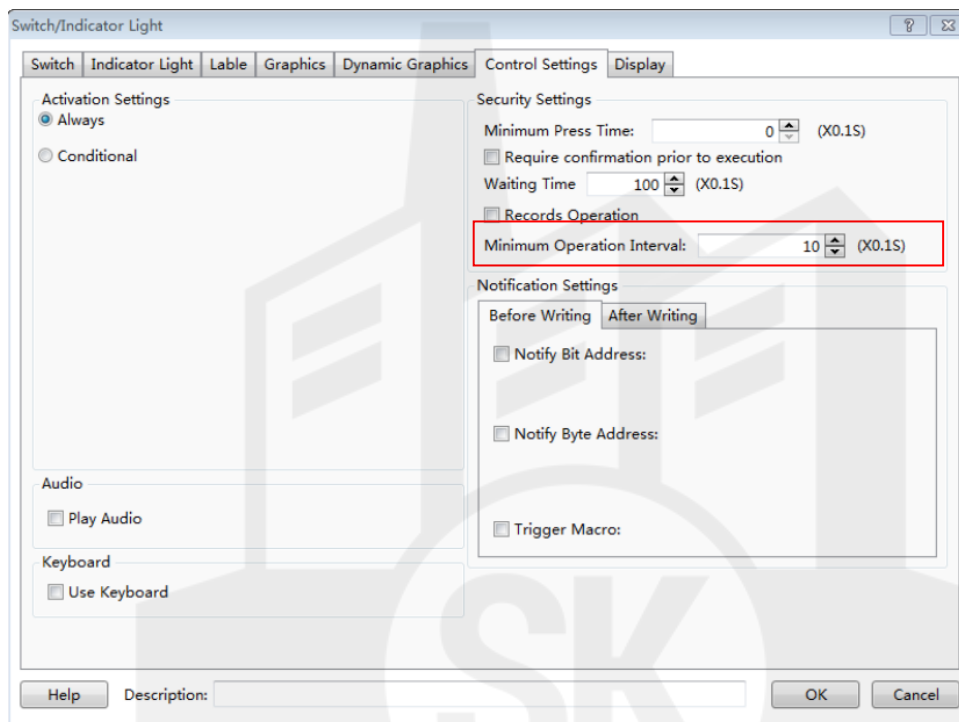 Switch/Indicator Light
Switch Indicator Light Lable Graphics Dynamic Graphics Control Settings Display
Activation Settings
Always
Conditional
Audio
Play Audio
Keyboard
Use Keyboard
Security Settings
Minimum Press Time: 0 (X0.1S)
Require confirmation prior to execution
Waiting Time 100 (X0.1S)
Records Operation
Minimum Operation Interval: 10 (X0.1S)
Notification Settings
Before Writing After Writing
Notify Bit Address:
Notify Byte Address:
Trigger Macro:
SK
Help Description: OK Cancel